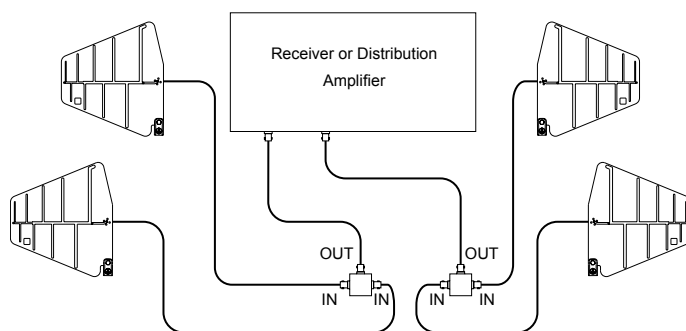 Receiver or Distribution
Amplifier
OUT
OUT
IN
IN
IN
IN